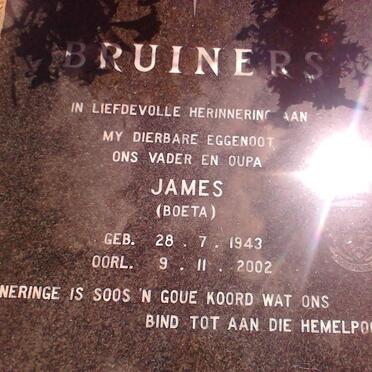 BRUINERS
IN LIEFDEVOLLE HERINNERING AAN
MY DIERBARE EGGENOOT
ONS VADER EN OUPA
JAMES
(BOETA)
GEB. 28 . 7 . 1943
OORL. 9 . 11 . 2002
NERINGE IS SOOS 'N GOUE KOORD WAT ONS
BIND TOT AAN DIE HEMELPOO